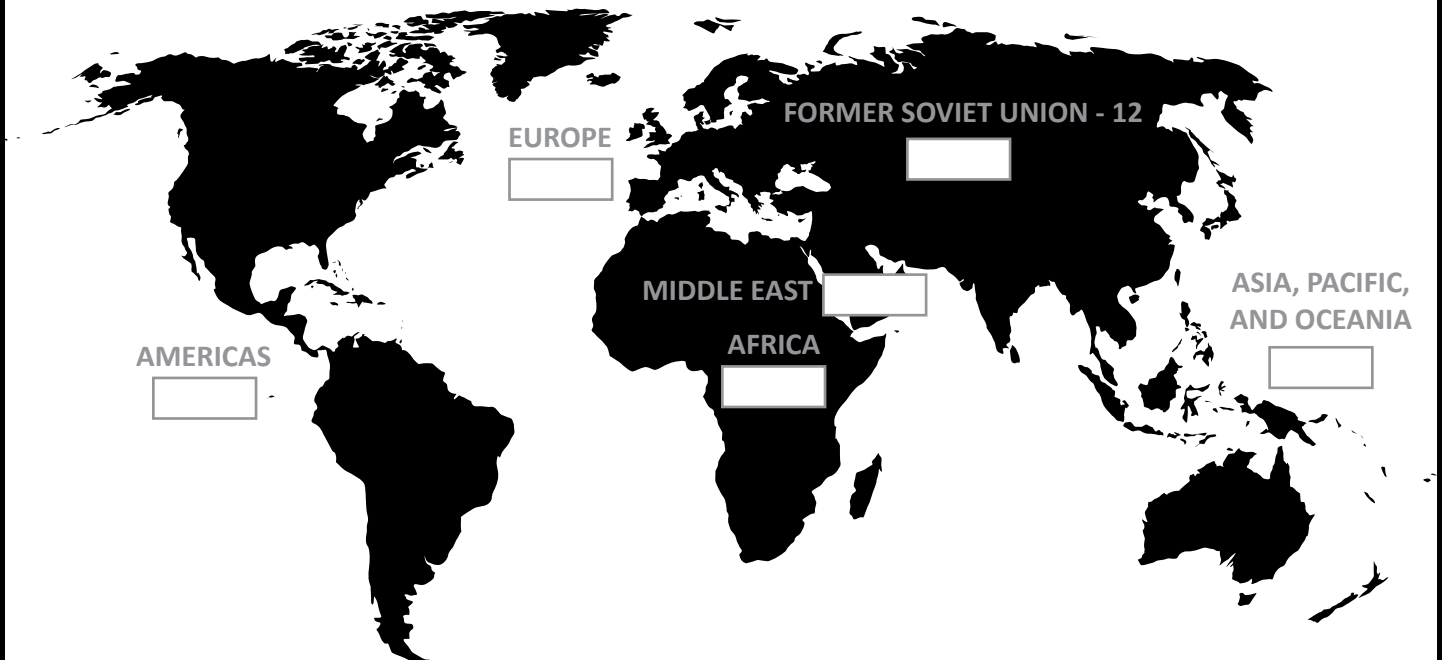 FORMER SOVIET UNION - 12
EUROPE
MIDDLE EAST
ASIA, PACIFIC,
AND OCEANIA
AFRICA
AMERICAS